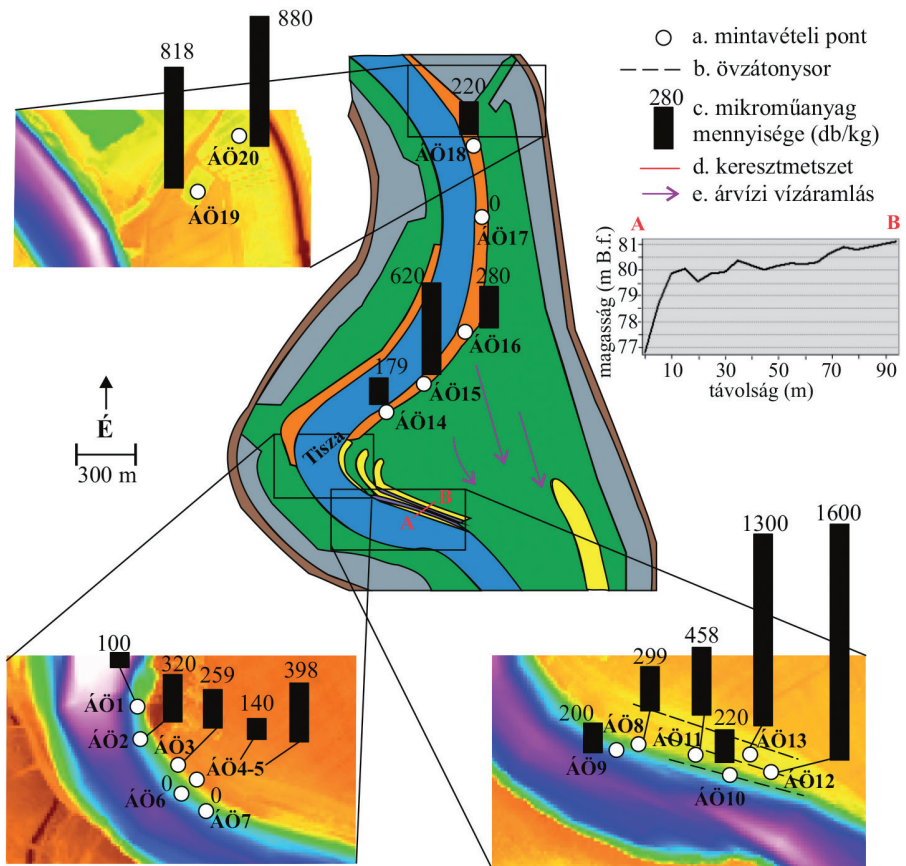 818
880
ÁÖ20
ÁÖ19
220
ÁÖ18
0
ÁÖ17
620
280
ÁÖ16
179
ÁÖ15
ÁÖ14
Tisza
A
B
É
300 m
a. mintavételi pont
b. övzátonysor
280
c. mikroműanyag
mennyisége (db/kg)
d. keresztmetszet
e. árvízi vízáramlás
A
B
magasság (m B.f.)
81
80
79
78
77
10
30
50
70
90
távolság (m)
100
320
259
140
398
ÁÖ1
ÁÖ2
ÁÖ3
ÁÖ4-5
0
0
ÁÖ6
ÁÖ7
1300
1600
458
299
200
220
ÁÖ8
ÁÖ9
ÁÖ11
ÁÖ13
ÁÖ12
ÁÖ10